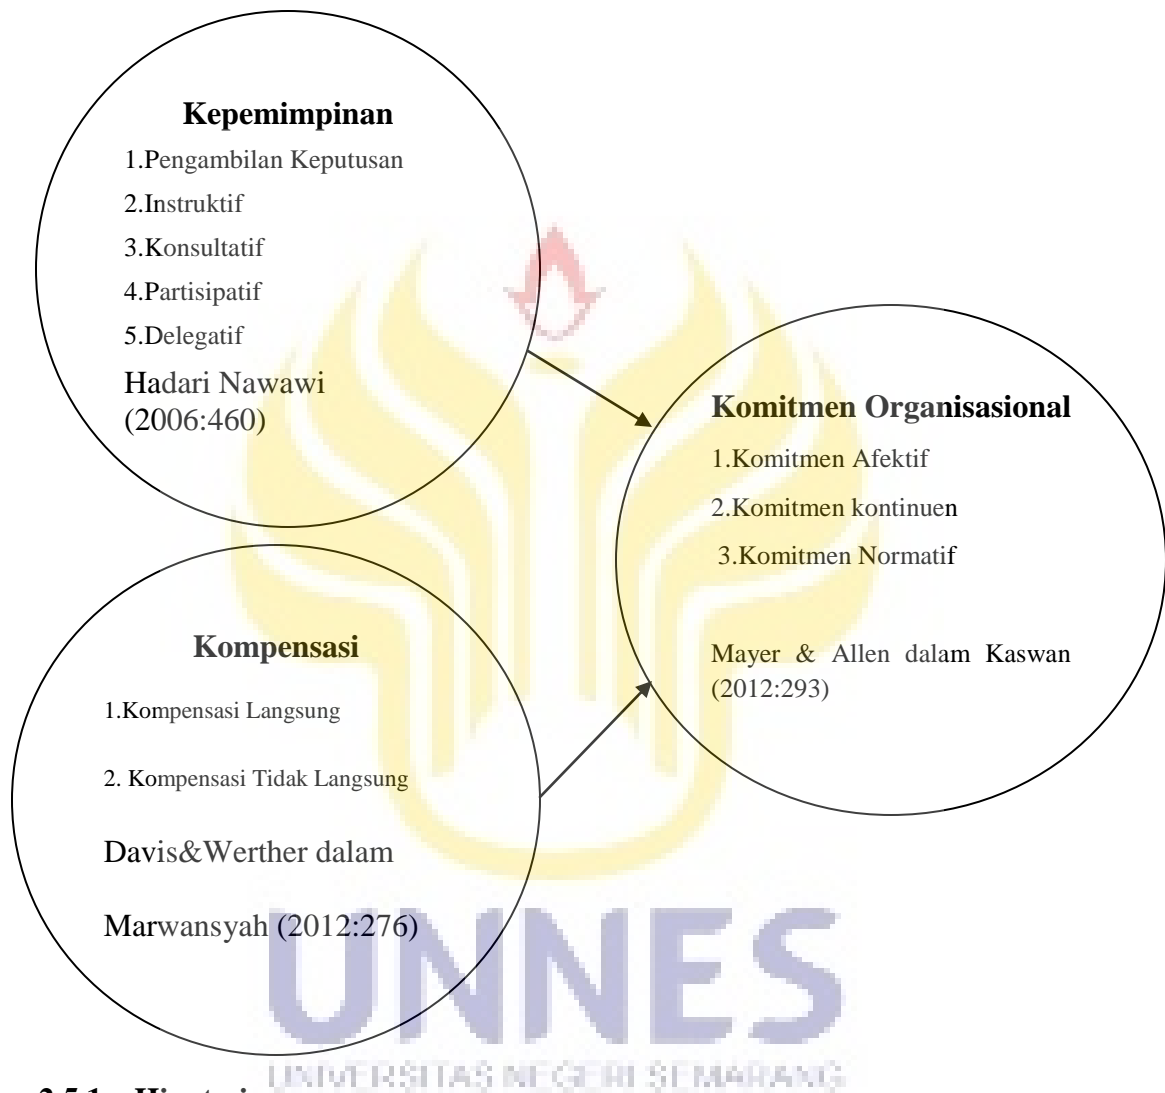 Kepemimpinan
1.Pengambilan Keputusan
2.Instruktif
3.Konsultatif
4.Partisipatif
5.Delegatif
Hadari Nawawi
(2006:460)
Komitmen Organisasional
1.Komitmen Afektif
2.Komitmen kontinuen
3.Komitmen Normatif
Mayer & Allen dalam Kaswan
(2012:293)
Kompensasi
1.Kompensasi Langsung
2. Kompensasi Tidak Langsung
Davis&Werther dalam
Marwansyah (2012:276)
UNNES
UNIVERSITAS NEGERI SEMARANG